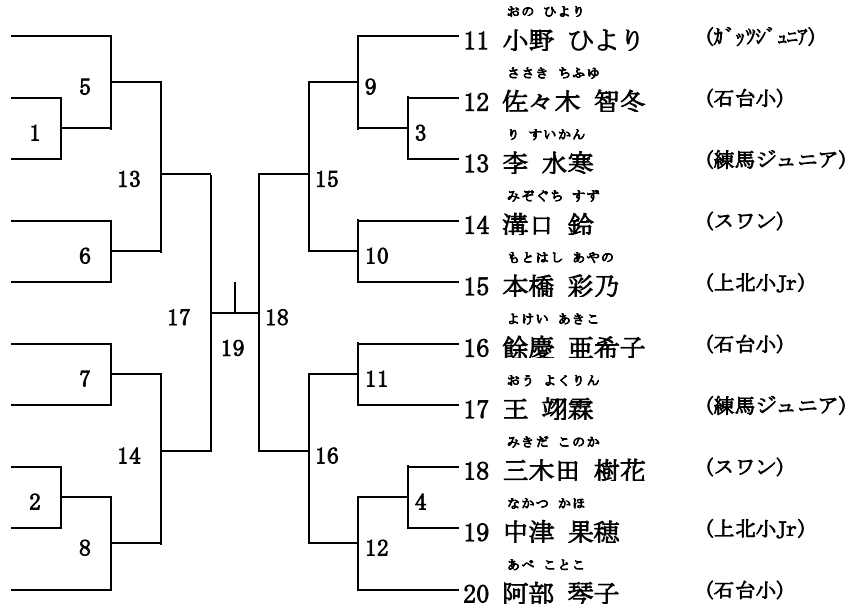 おの ひより
11 小野 ひより (ｶﾞｯﾂｼﾞｭﾆｱ)
5
9
ささき ちふゆ
12 佐々木 智冬 (石台小)
1
3
り すいかん
13 李 水寒 (練馬ジュニア)
13
15
みぞぐち すず
14 溝口 鈴 (スワン)
6
10
もとはし あやの
15 本橋 彩乃 (上北小Jr)
17
18
よけい あきこ
19
16 餘慶 亜希子 (石台小)
7
11
おう よくりん
17 王 翊霖 (練馬ジュニア)
14
16
みきだ このか
18 三木田 樹花 (スワン)
2
4
なかつ かほ
19 中津 果穂 (上北小Jr)
8
12
あべ ことこ
20 阿部 琴子 (石台小)